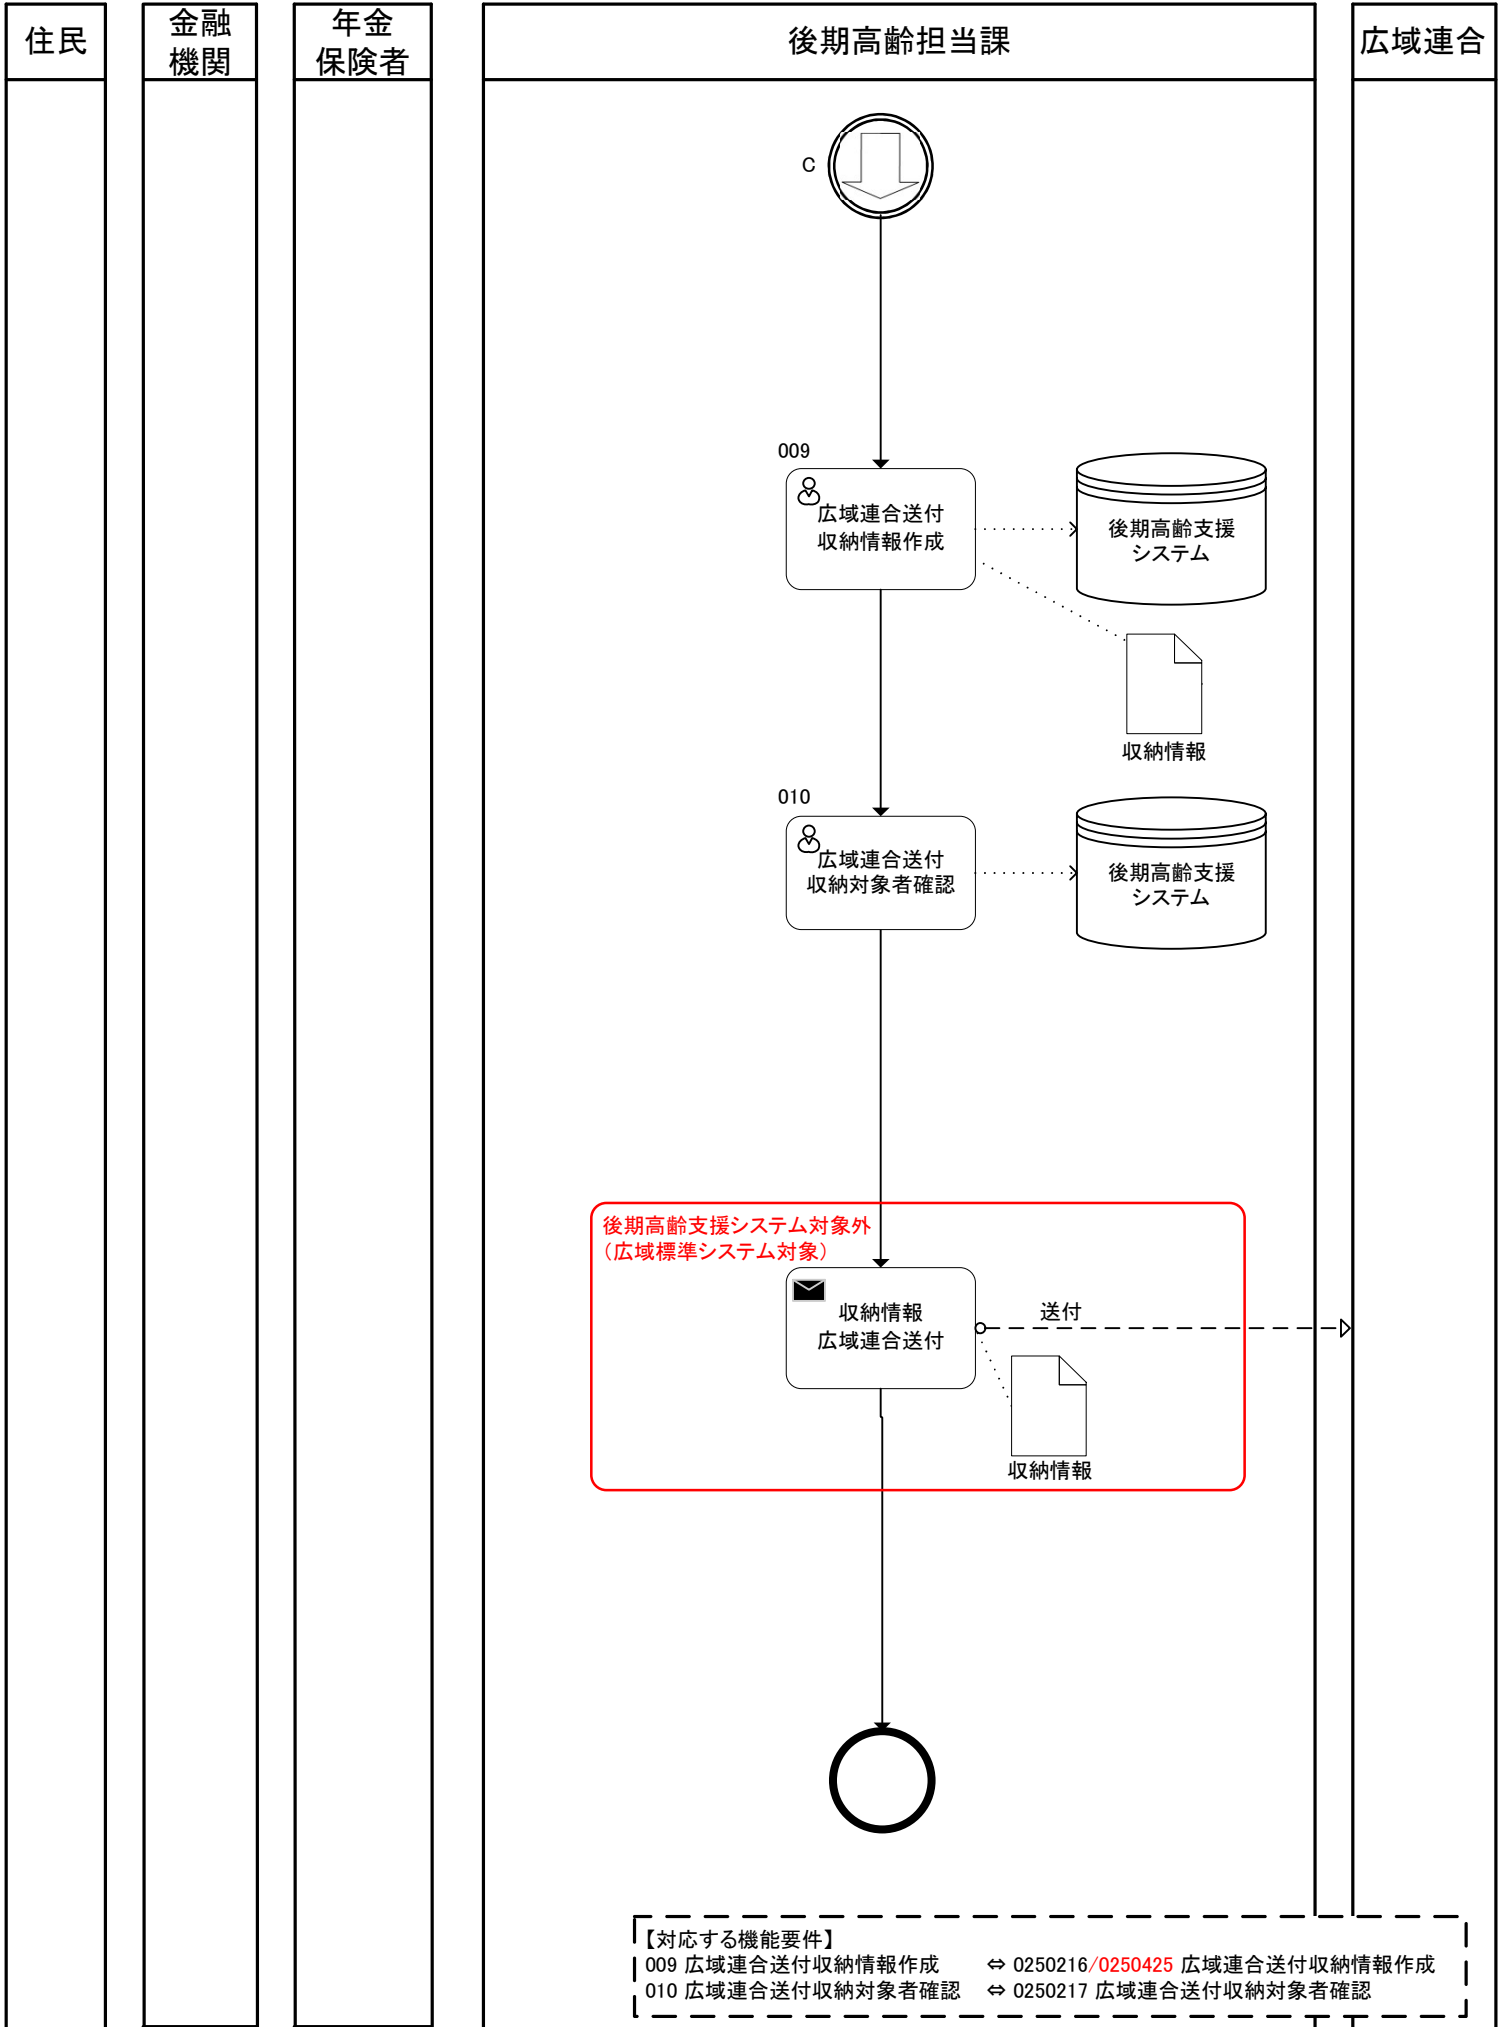 住民
金融
機関
年金
保険者
後期高齢担当課
広域連合
C
009
広域連合送付
収納情報作成
後期高齢支援
システム
収納情報
010
広域連合送付
収納対象者確認
後期高齢支援
システム
後期高齢支援システム対象外
（広域標準システム対象）
収納情報
広域連合送付
送付
収納情報
【対応する機能要件】
009 広域連合送付収納情報作成 ⇔ 0250216/0250425 広域連合送付収納情報作成
010 広域連合送付収納対象者確認 ⇔ 0250217 広域連合送付収納対象者確認